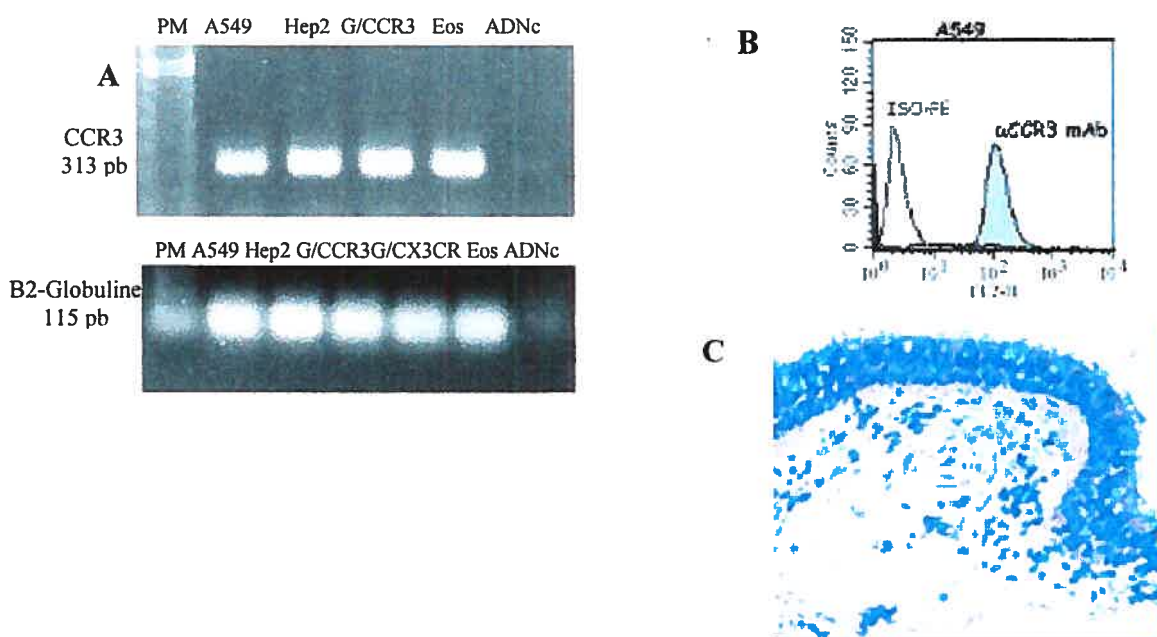 PM A549 Hep2 G/CCR3 Eos ADNc
A
CCR3
313 pb
PM A549 Hep2 G/CCR3G/CX3CR Eos ADNc
B2-Globuline
115 pb
B
A549
150
120
90
60
30
0
Counts
ISO-PE
αCCR3 mAb
10⁰ 10¹ 10² 10³ 10⁴
C